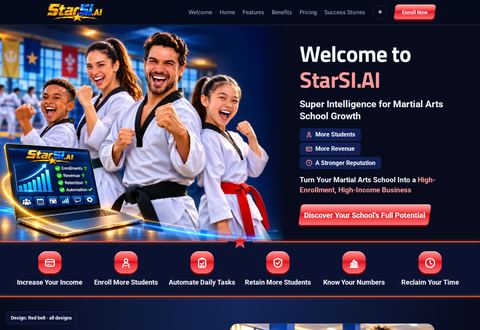 StarSI.AI
Welcome
Home
Features
Benefits
Pricing
Success Stories
Enroll Now
Welcome to
StarSI.AI
Super Intelligence for Martial Arts
School Growth
More Students
More Revenue
A Stronger Reputation
Turn Your Martial Arts School Into a High-
Enrollment, High-Income Business
Discover Your School's Full Potential
StarSI.AI
Enrollments
Revenue
Retention
Automation
Increase Your Income
Enroll More Students
Automate Daily Tasks
Retain More Students
Know Your Numbers
Reclaim Your Time
Design: Red belt - all designs